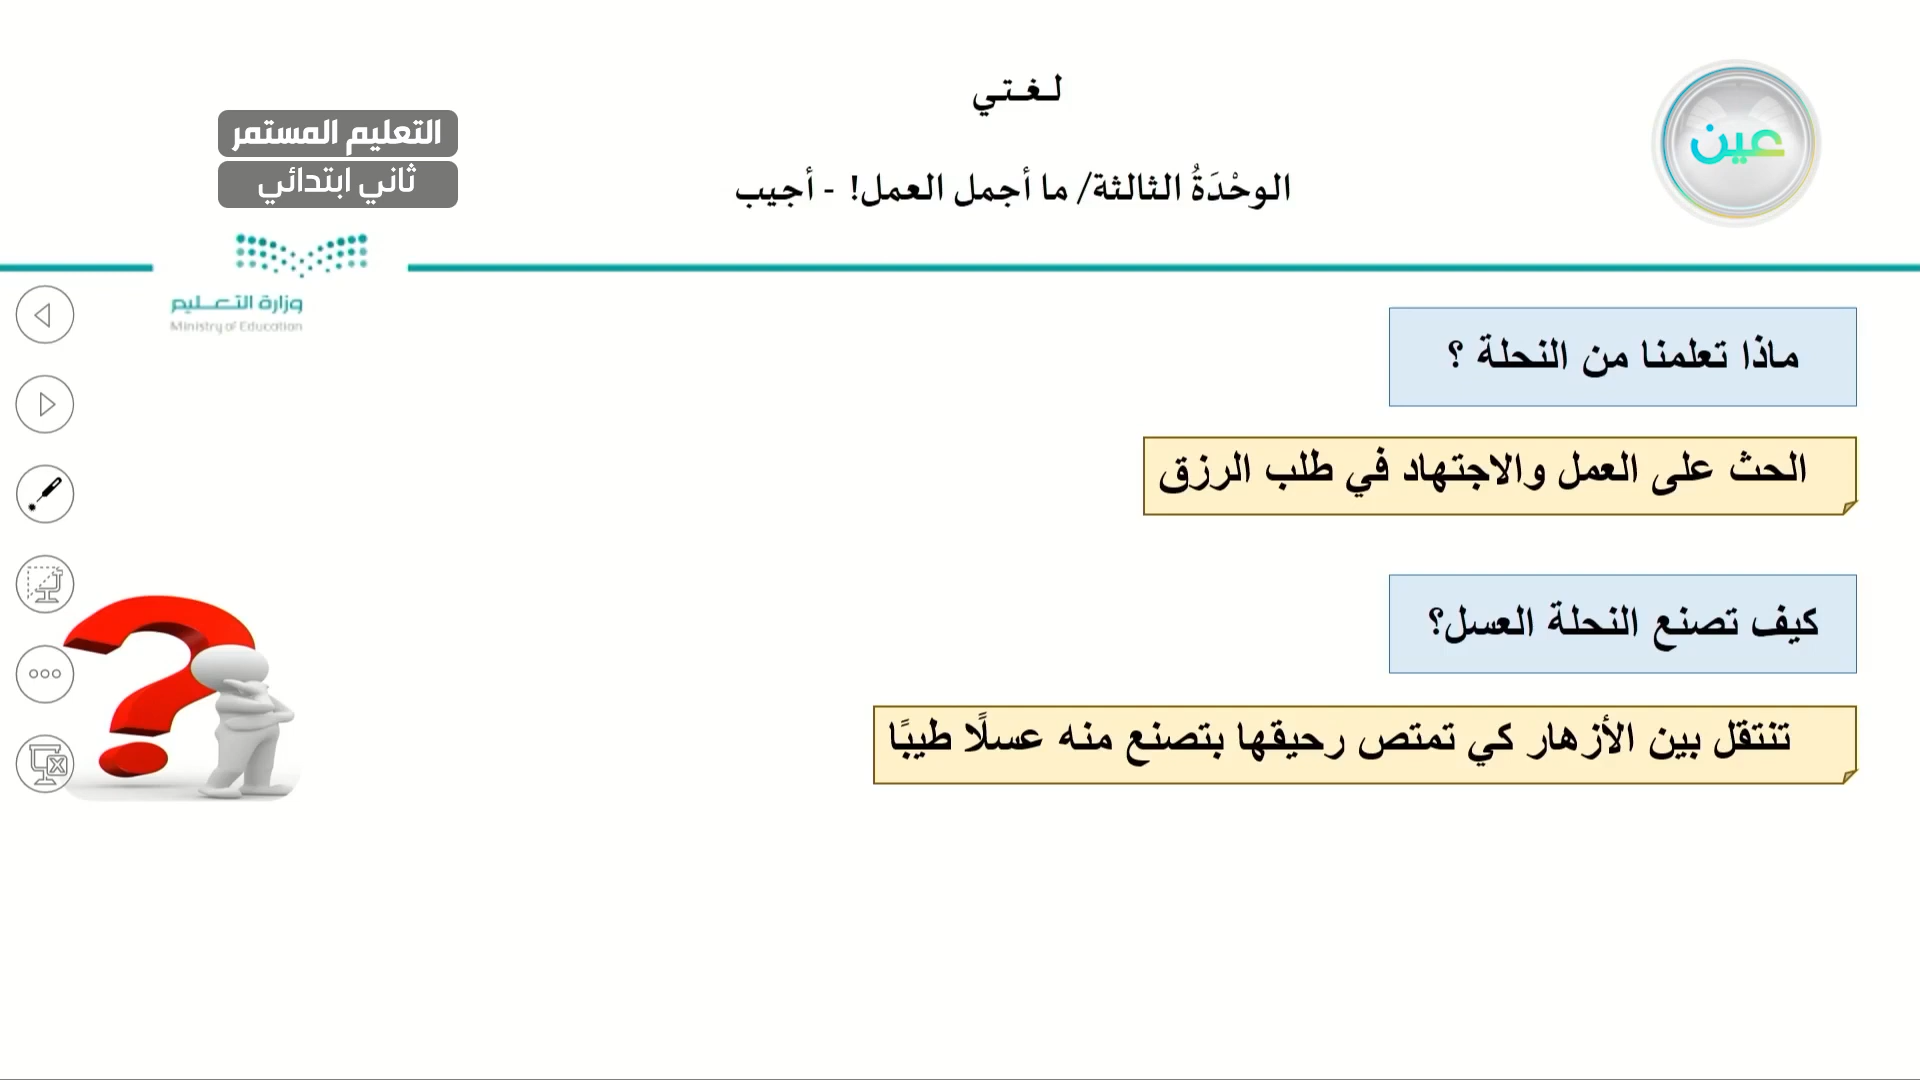 لـغـتـي
عين
التعليم المستمر
ثاني ابتدائي
الوحْدَةُ الثالثة/ ما أجمل العمل! - أجيب
وزارة التعـــليم
Ministry of Education
ماذا تعلمنا من النحلة ؟
الحث على العمل والاجتهاد في طلب الرزق
كيف تصنع النحلة العسل؟
تنتقل بين الأزهار كي تمتص رحيقها بتصنع منه عسلًا طيبًا